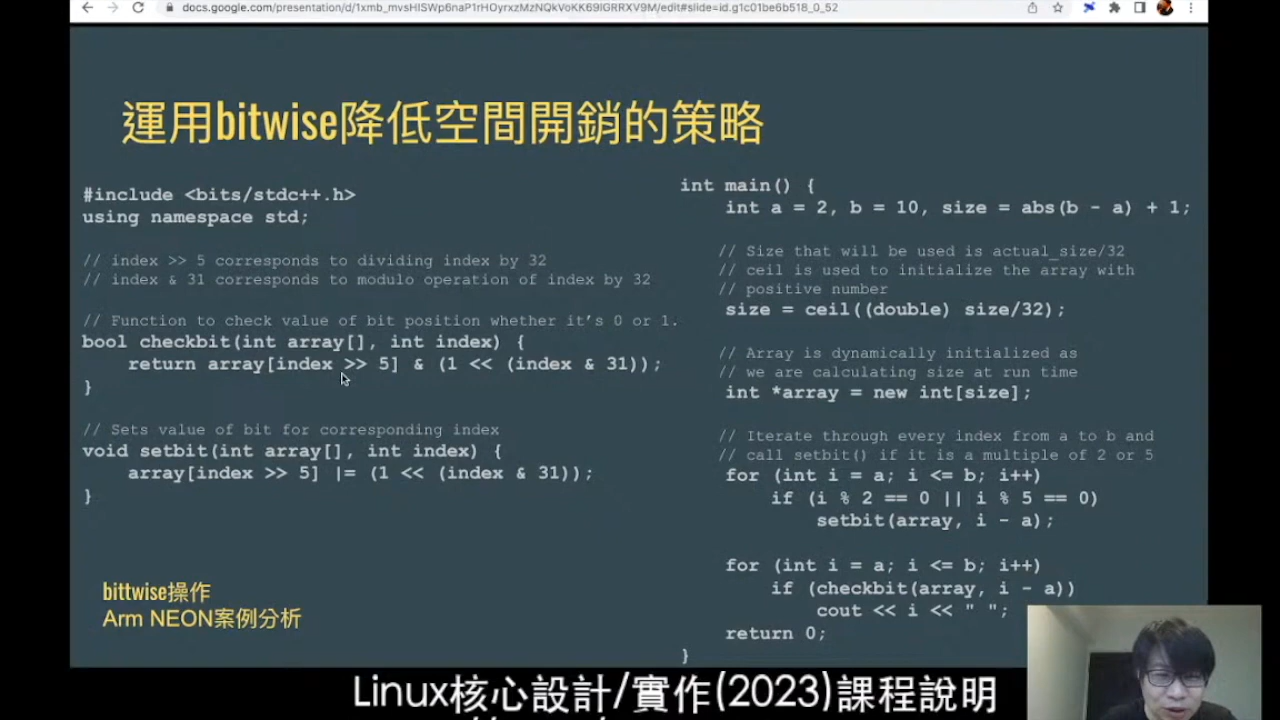 docs.google.com/presentation/d/1xmb_mvsHISWp6naP1rHOyrxzMzNQkVoKK69IGRRXV9M/edit#slide=id.g1c01be6b518_0_52
運用bitwise降低空間開銷的策略
#include <bits/stdc++.h>
using namespace std;
// index >> 5 corresponds to dividing index by 32
// index & 31 corresponds to modulo operation of index by 32
// Function to check value of bit position whether it's 0 or 1.
bool checkbit(int array[], int index) {
return array[index >> 5] & (1 << (index & 31));
}
// Sets value of bit for corresponding index
void setbit(int array[], int index) {
array[index >> 5] |= (1 << (index & 31));
}
bittwise操作
Arm NEON案例分析
int main() {
int a = 2, b = 10, size = abs(b - a) + 1;
// Size that will be used is actual_size/32
// ceil is used to initialize the array with
// positive number
size = ceil((double) size/32);
// Array is dynamically initialized as
// we are calculating size at run time
int *array = new int[size];
// Iterate through every index from a to b and
// call setbit() if it is a multiple of 2 or 5
for (int i = a; i <= b; i++)
if (i % 2 == 0 || i % 5 == 0)
setbit(array, i - a);
for (int i = a; i <= b; i++)
if (checkbit(array, i - a))
cout << i << " ";
return 0;
}
Linux核心設計/實作(2023)課程說明